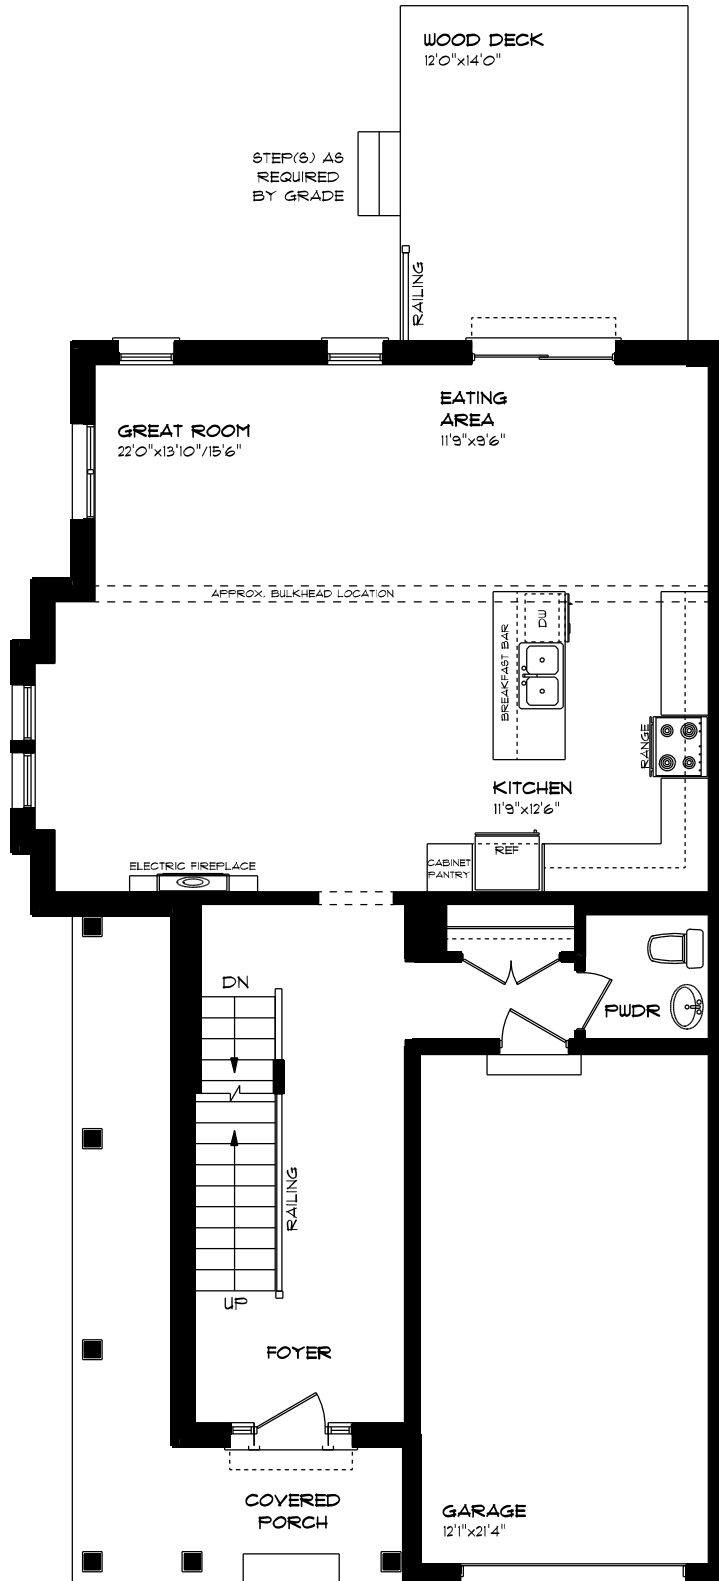 WOOD DECK
12'0"x14'0"
STEP(S) AS
REQUIRED
BY GRADE
RAILING
EATING
AREA
11'9"x9'6"
GREAT ROOM
22'0"x13'10"/15'6"
APPROX. BULKHEAD LOCATION
DW
BREAKFAST BAR
RANGE
KITCHEN
11'9"x12'6"
REF
CABINET
PANTRY
ELECTRIC FIREPLACE
DN
PWDR
RAILING
UP
FOYER
COVERED
PORCH
GARAGE
12'1"x21'4"